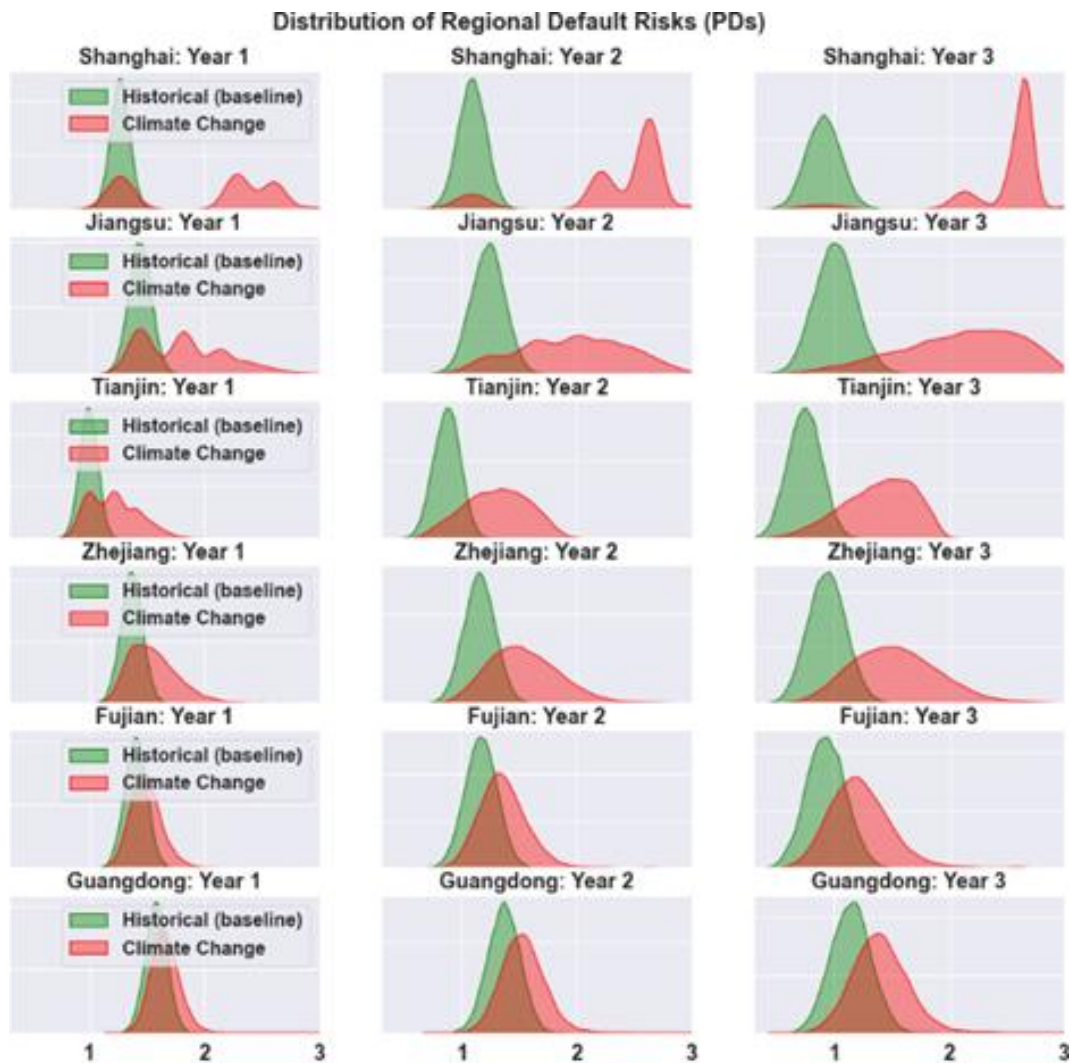 Distribution of Regional Default Risks (PDs)
Shanghai: Year 1
Shanghai: Year 2
Shanghai: Year 3
Historical (baseline)
Climate Change
Jiangsu: Year 1
Jiangsu: Year 2
Jiangsu: Year 3
Historical (baseline)
Climate Change
Tianjin: Year 1
Tianjin: Year 2
Tianjin: Year 3
Historical (baseline)
Climate Change
Zhejiang: Year 1
Zhejiang: Year 2
Zhejiang: Year 3
Historical (baseline)
Climate Change
Fujian: Year 1
Fujian: Year 2
Fujian: Year 3
Historical (baseline)
Climate Change
Guangdong: Year 1
Guangdong: Year 2
Guangdong: Year 3
Historical (baseline)
Climate Change
1 2 3 1 2 3 1 2 3